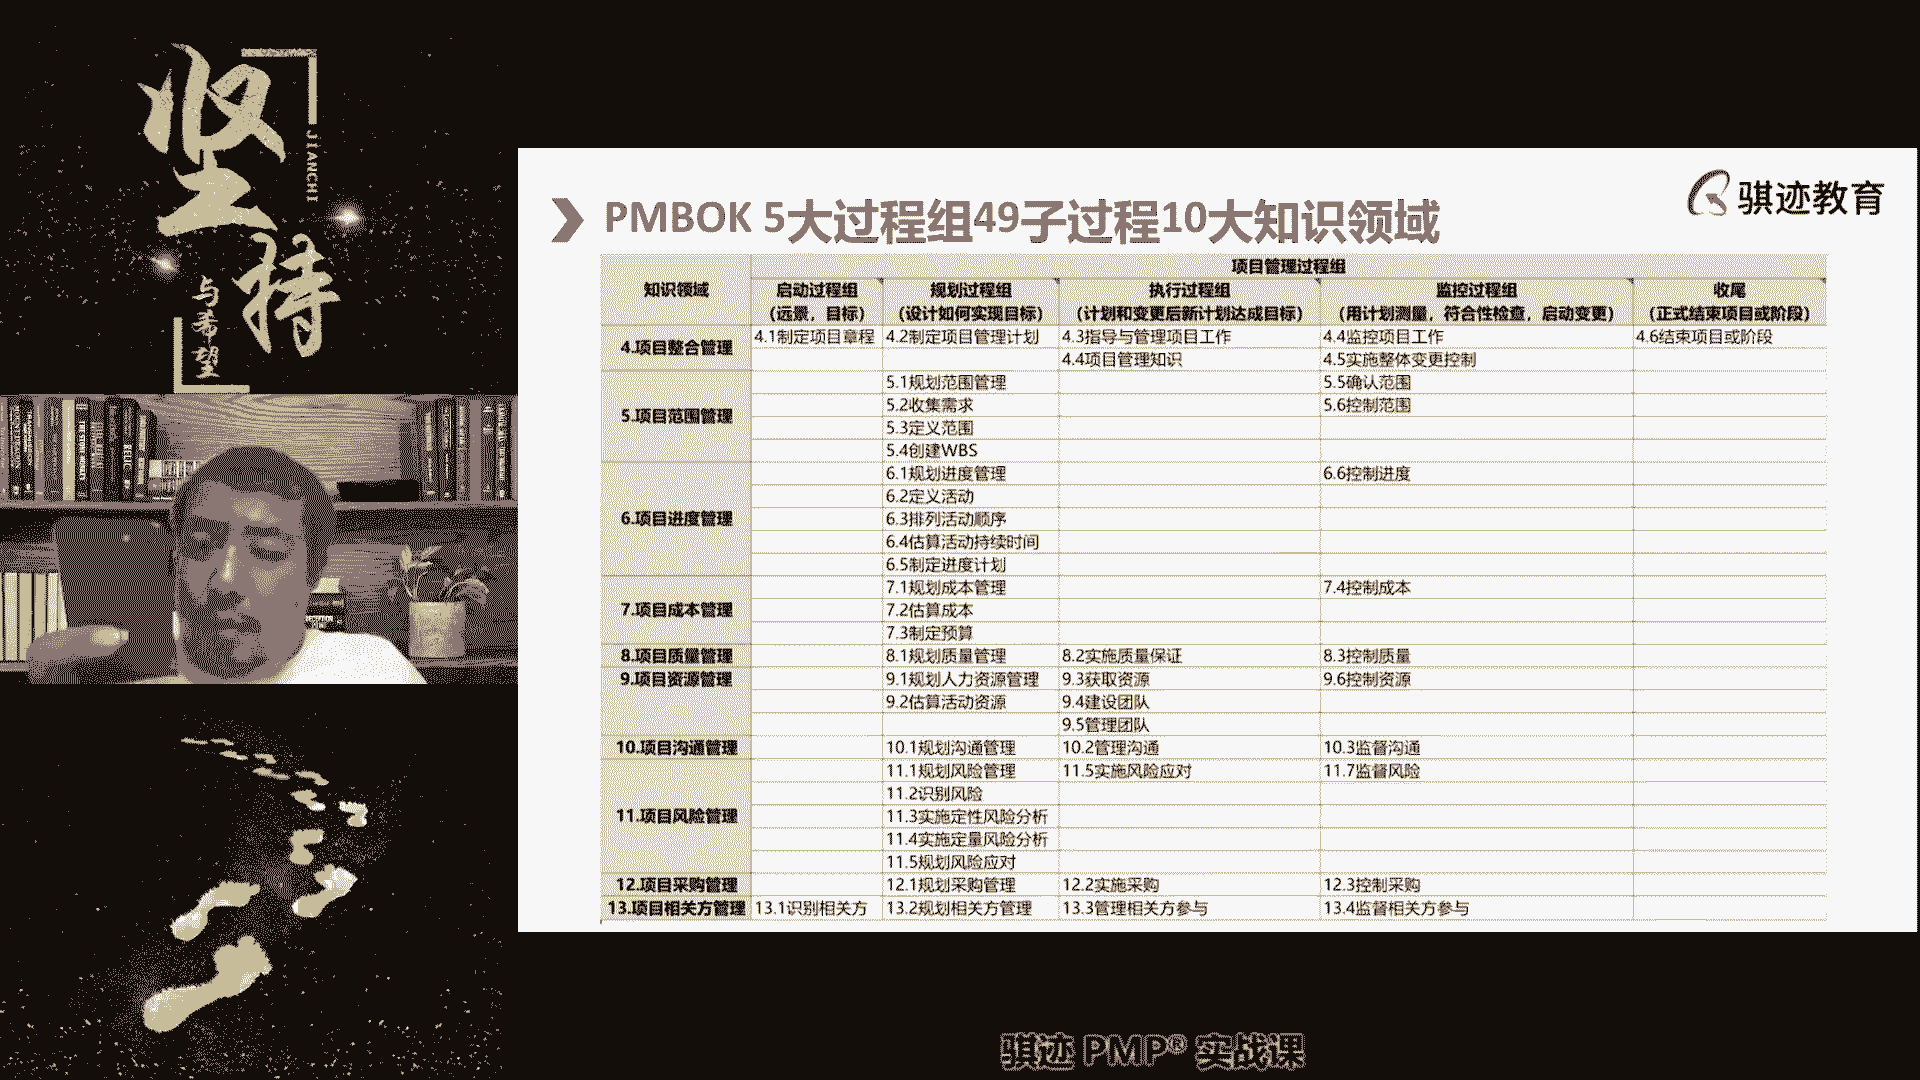 坚持
JIANCHI
与希望
骐迹教育
PMBOK 5大过程组49子过程10大知识领域
知识领域 项目管理过程组
启动过程组 规划过程组 执行过程组 监控过程组 收尾
(远景，目标) (设计如何实现目标) (计划和变更后新计划达成目标) (用计划测量，符合性检查，启动变更) (正式结束项目或阶段)
4.项目整合管理 4.1制定项目章程 4.2制定项目管理计划 4.3指导与管理项目工作 4.4监控项目工作 4.6结束项目或阶段
4.4项目管理知识 4.5实施整体变更控制
5.项目范围管理 5.1规划范围管理 5.5确认范围
5.2收集需求 5.6控制范围
5.3定义范围
5.4创建WBS
6.项目进度管理 6.1规划进度管理 6.6控制进度
6.2定义活动
6.3排列活动顺序
6.4估算活动持续时间
6.5制定进度计划
7.项目成本管理 7.1规划成本管理 7.4控制成本
7.2估算成本
7.3制定预算
8.项目质量管理 8.1规划质量管理 8.2实施质量保证 8.3控制质量
9.项目资源管理 9.1规划人力资源管理 9.3获取资源 9.6控制资源
9.2估算活动资源 9.4建设团队
9.5管理团队
10.项目沟通管理 10.1规划沟通管理 10.2管理沟通 10.3监督沟通
11.项目风险管理 11.1规划风险管理 11.5实施风险应对 11.7监督风险
11.2识别风险
11.3实施定性风险分析
11.4实施定量风险分析
11.5规划风险应对
12.项目采购管理 12.1规划采购管理 12.2实施采购 12.3控制采购
13.项目相关方管理 13.1识别相关方 13.2规划相关方管理 13.3管理相关方参与 13.4监督相关方参与
骐迹 PMP® 实战课